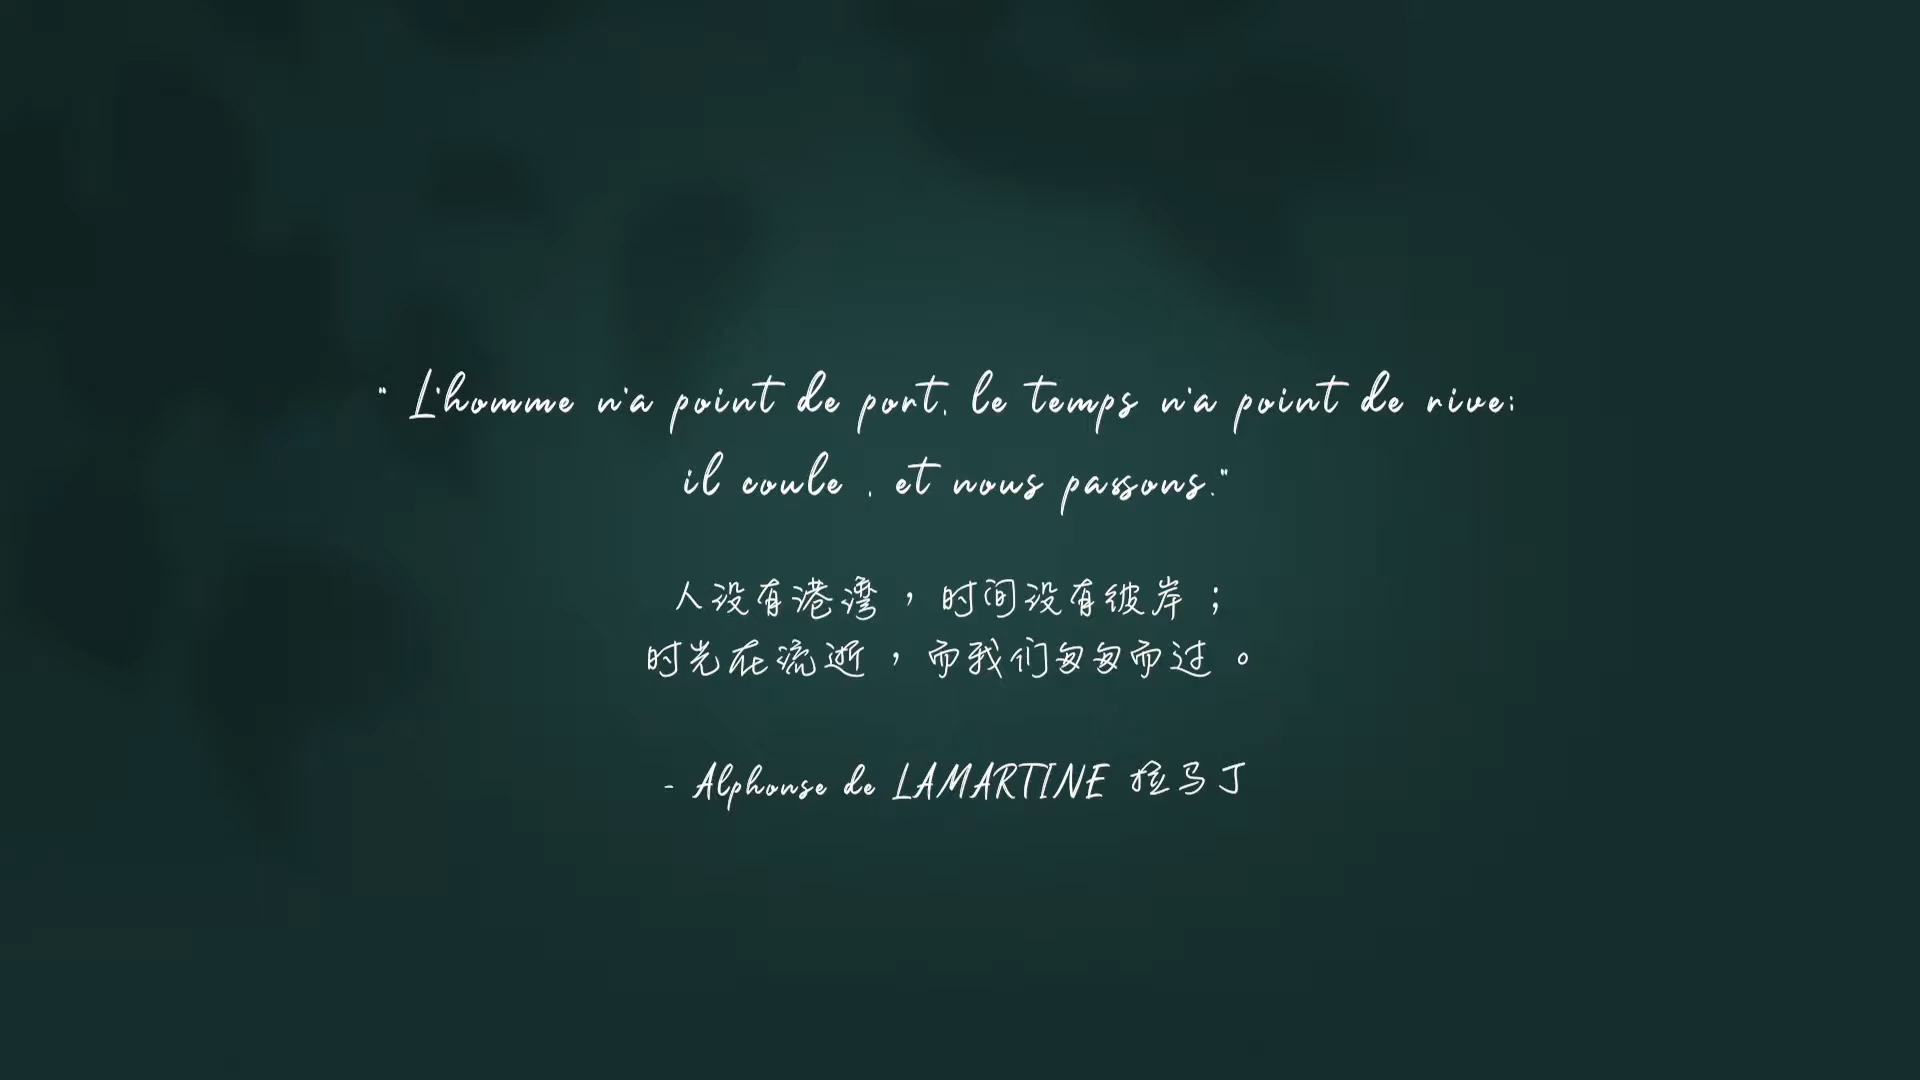 " L'homme n'a point de port, le temps n'a point de rive;
il coule , et nous passons."
人没有港湾，时间没有彼岸；
时光在流逝，而我们匆匆而过。
- Alphonse de LAMARTINE 拉马丁